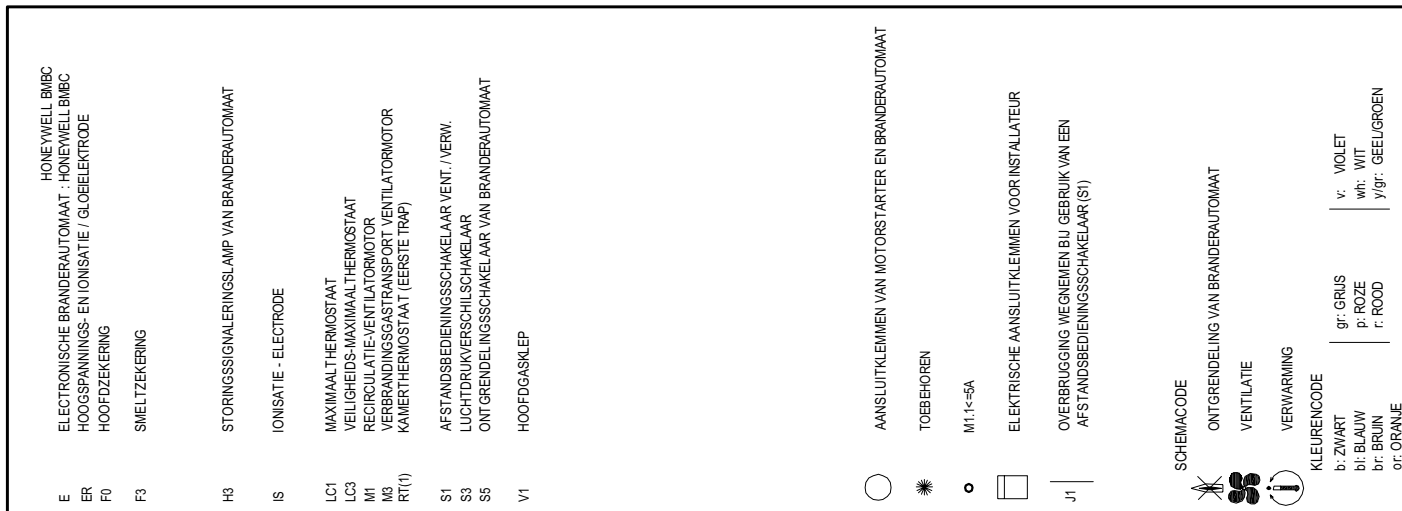 HONEYWELL BMBC
E ELECTRONISCHE BRANDERAUTOMAAT : HONEYWELL BMBC
ER HOOGSPANNINGS- EN IONISATIE / GLOEIELEKTRODE
F0 HOOFDZEKERING
F3 SMELTZEKERING
H3 STORINGSSIGNALERINGSLAMP VAN BRANDERAUTOMAAT
IS IONISATIE - ELECTRODE
LC1 MAXIMAALTHERMOSTAAT
LC3 VEILIGHEIDS-MAXIMAALTHERMOSTAAT
M1 RECIRCULATIE-VENTILATORMOTOR
M3 VERBRANDINGSGASTRANSPORT VENTILATORMOTOR
RT(1) KAMERTHERMOSTAAT (EERSTE TRAP)
S1 AFSTANDSBEDIENINGSSCHAKELAAR VENT. / VERW.
S3 LUCHTDRUKVERSCHILSCHAKELAAR
S5 ONTGRENDELINGSSCHAKELAAR VAN BRANDERAUTOMAAT
V1 HOOFDGASKLEP
AANSLUITKLEMMEN VAN MOTORSTARTER EN BRANDERAUTOMAAT
TOEBEHOREN
M1.1<=5A
ELEKTRISCHE AANSLUITKLEMMEN VOOR INSTALLATEUR
J1 OVERBRUGGING WEGNEMEN BIJ GEBRUIK VAN EEN
AFSTANDSBEDIENINGSSCHAKELAAR (S1)
SCHEMACODE
ONTGRENDELING VAN BRANDERAUTOMAAT
VENTILATIE
VERWARMING
KLEURENCODE
b: ZWART gr: GRIJS v: VIOLET
bl: BLAUW p: ROZE wh: WIT
br: BRUIN r: ROOD y/gr: GEEL/GROEN
or: ORANJE